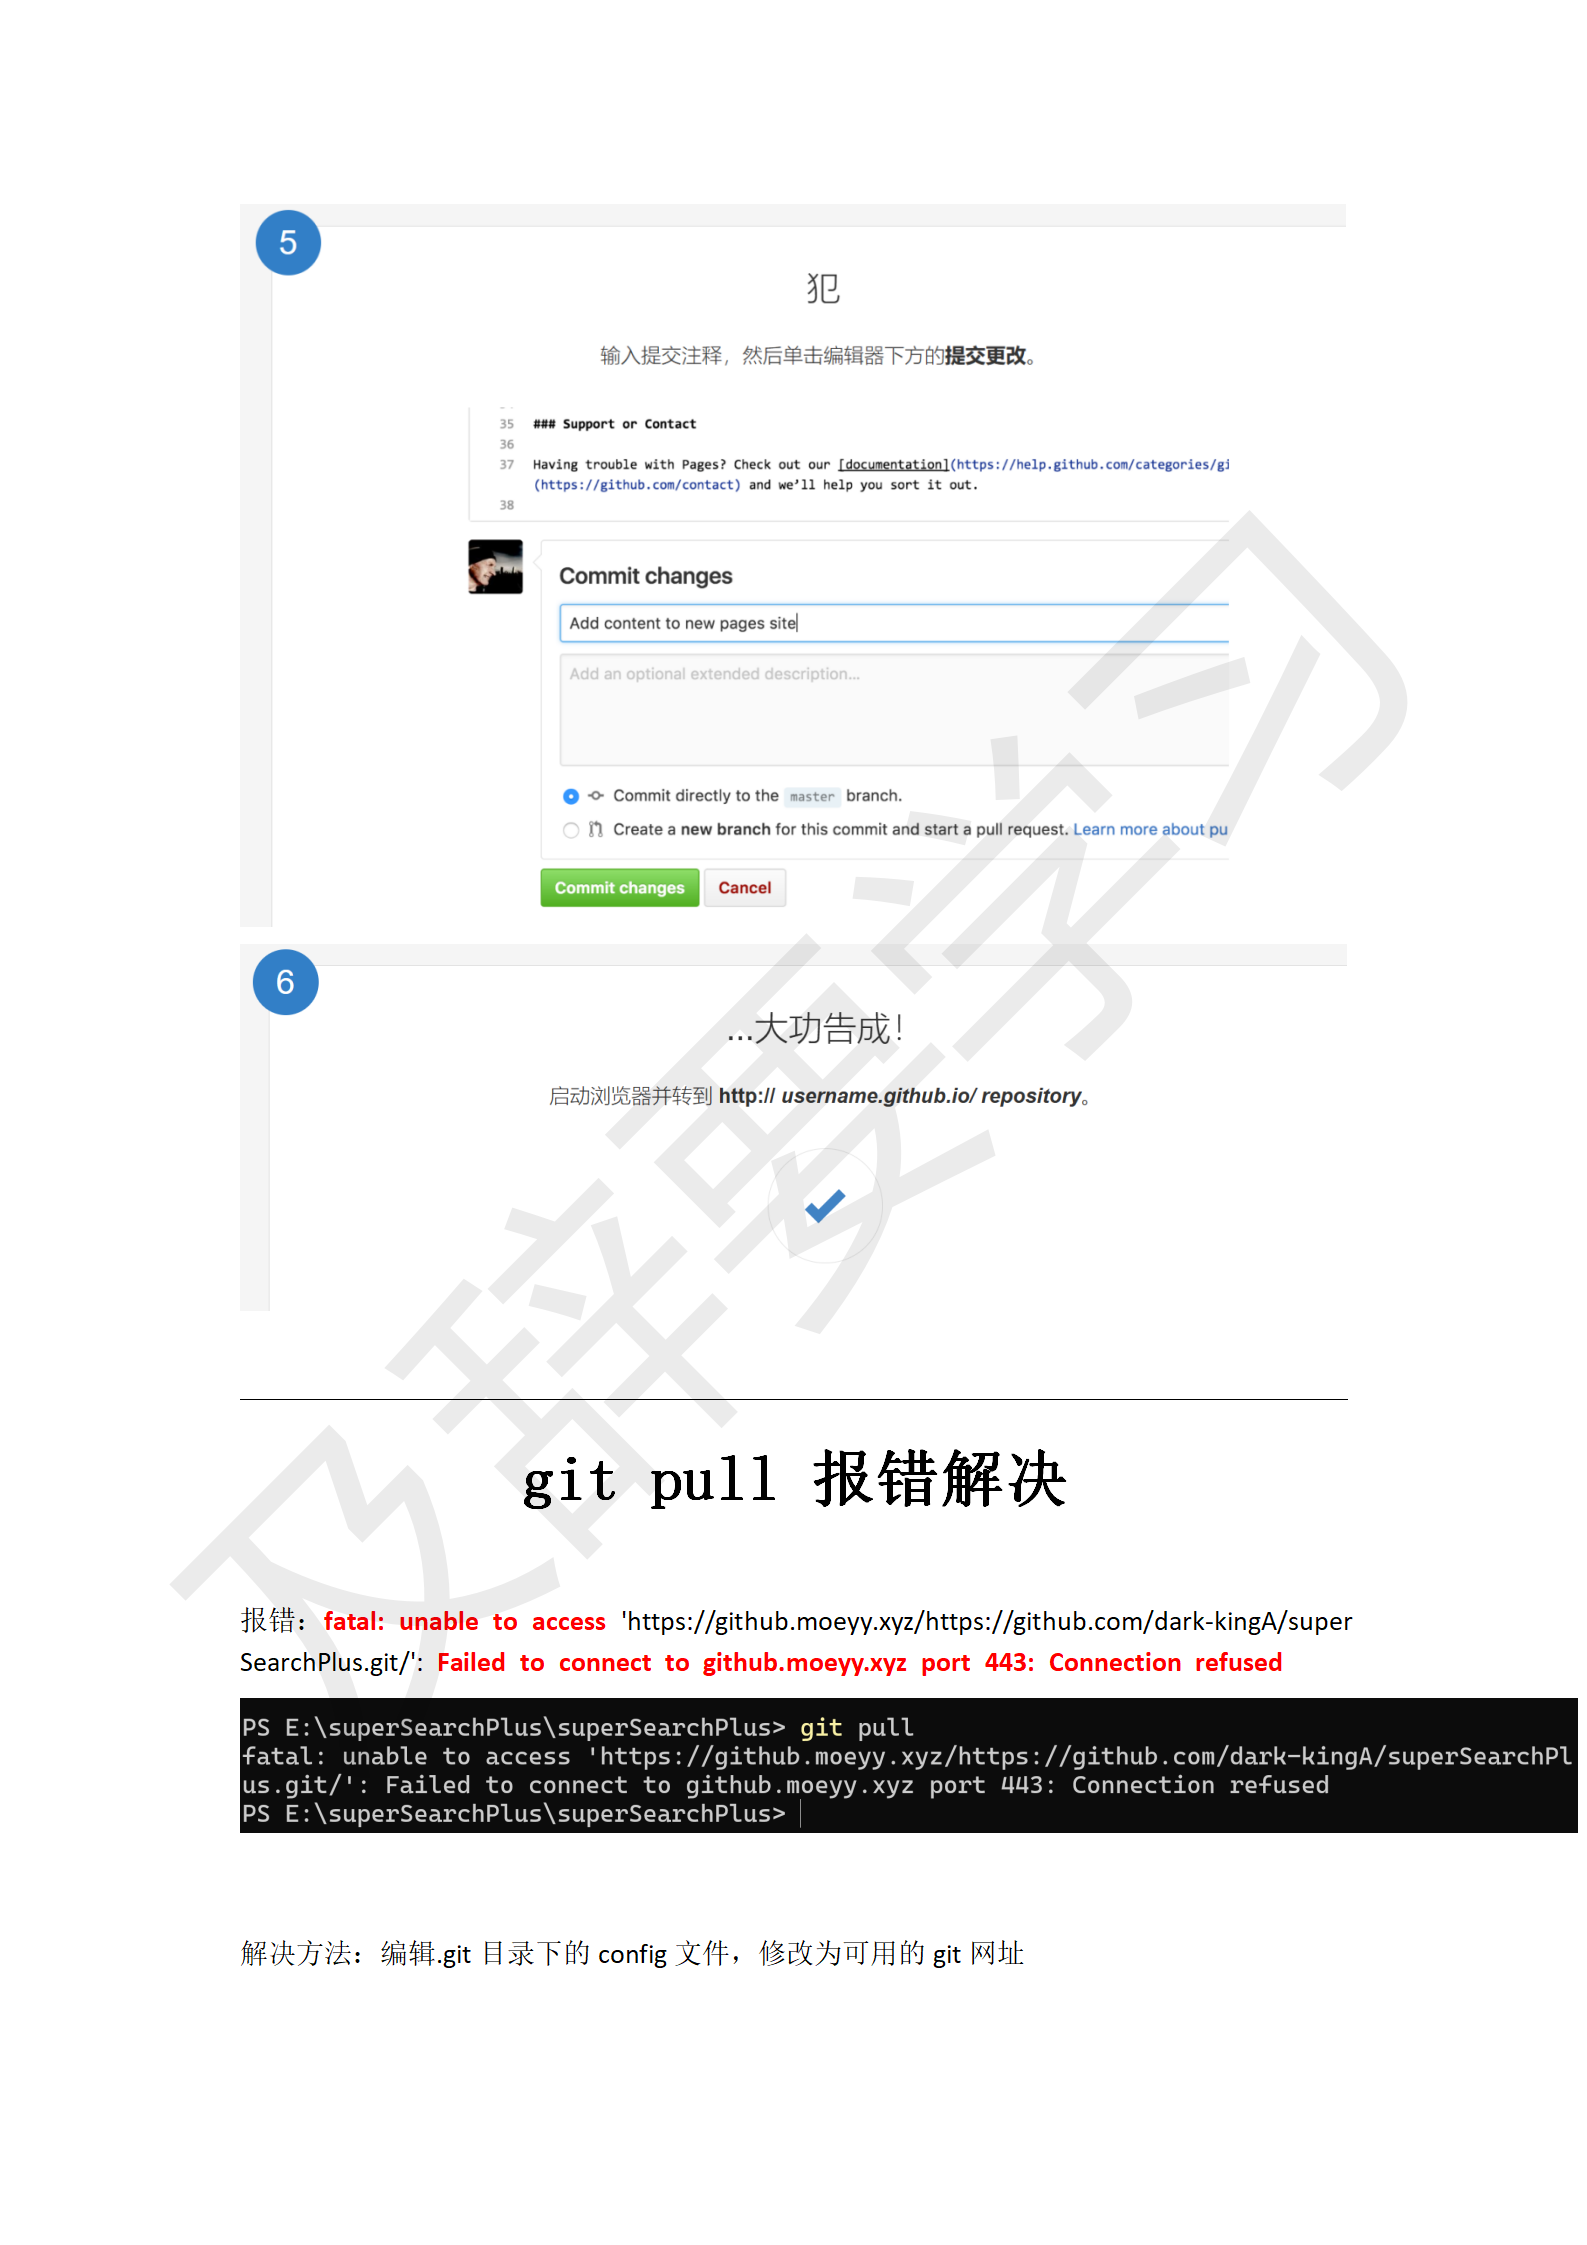 5
犯
输入提交注释，然后单击编辑器下方的提交更改。
35 ### Support or Contact
36
37 Having trouble with Pages? Check out our [documentation](https://help.github.com/categories/gi
(https://github.com/contact) and we’ll help you sort it out.
38
Commit changes
Add content to new pages site
Add an optional extended description...
Commit directly to the master branch.
Create a new branch for this commit and start a pull request. Learn more about pu
Commit changes Cancel
6
...大功告成！
启动浏览器并转到 http:// username.github.io/ repository。
及辞要学习
git pull 报错解决
报错：fatal: unable to access 'https://github.moeyy.xyz/https://github.com/dark-kingA/super
SearchPlus.git/': Failed to connect to github.moeyy.xyz port 443: Connection refused
PS E:\superSearchPlus\superSearchPlus> git pull
fatal: unable to access 'https://github.moeyy.xyz/https://github.com/dark-kingA/superSearchPl
us.git/': Failed to connect to github.moeyy.xyz port 443: Connection refused
PS E:\superSearchPlus\superSearchPlus>
解决方法：编辑.git 目录下的 config 文件，修改为可用的 git 网址